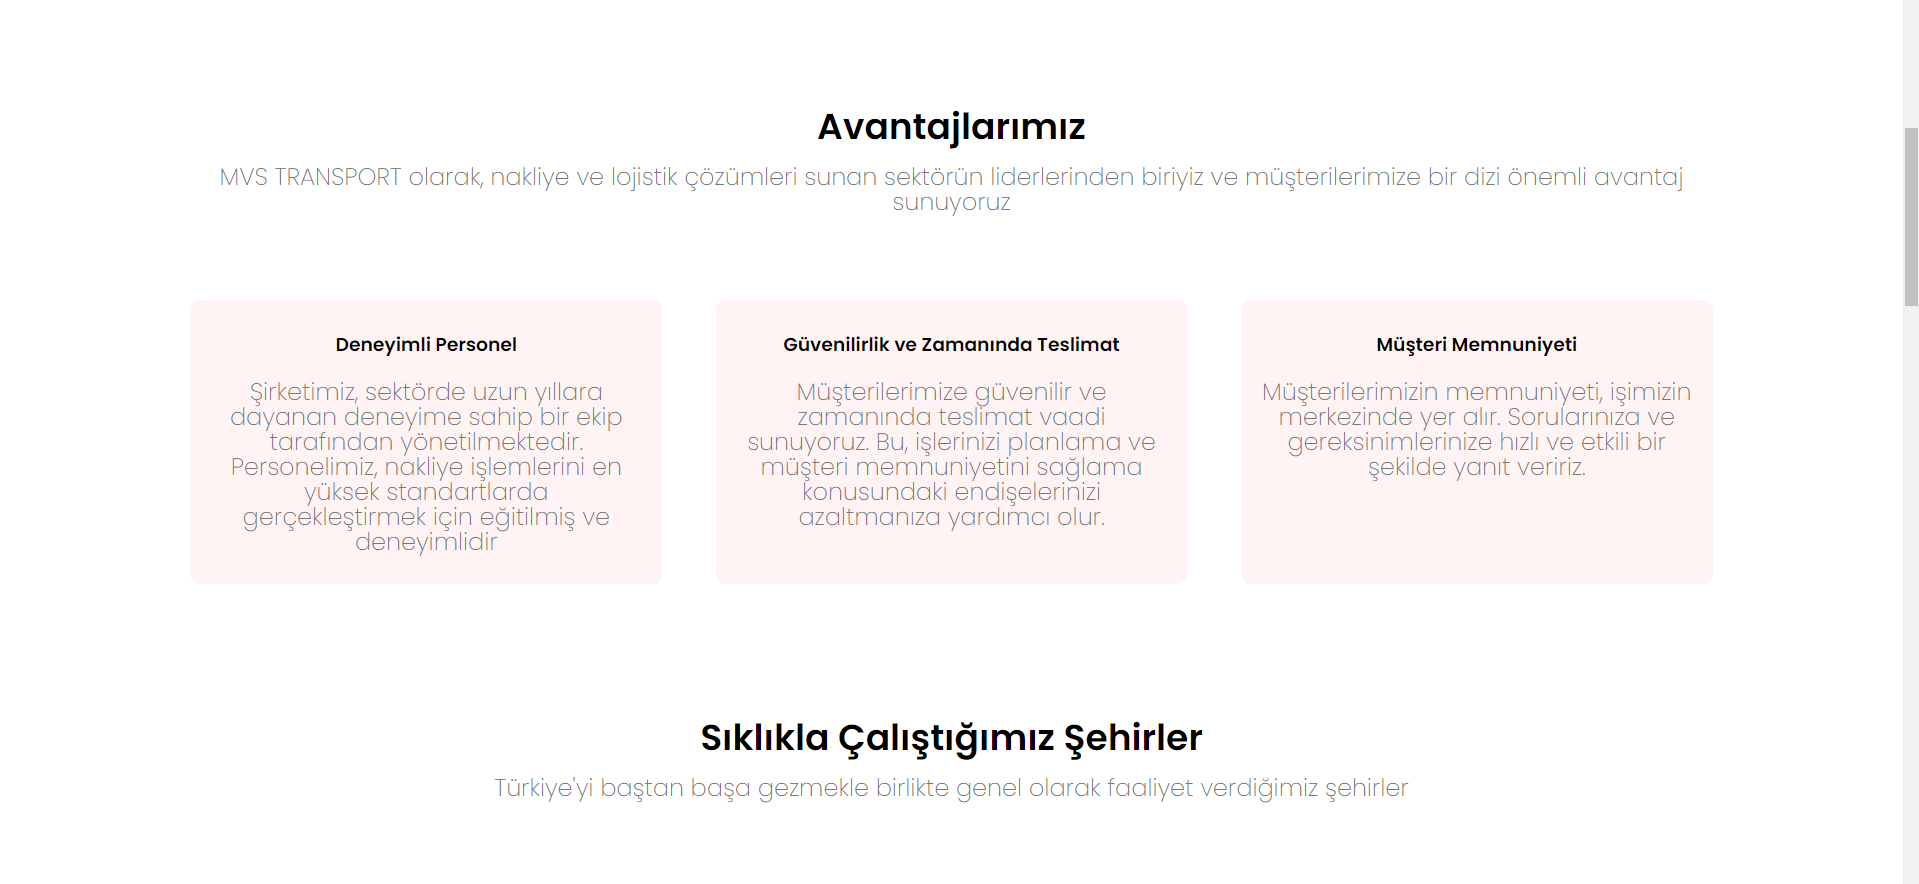 Avantajlarımız
MVS TRANSPORT olarak, nakliye ve lojistik çözümleri sunan sektörün liderlerinden biriyiz ve müşterilerimize bir dizi önemli avantaj
sunuyoruz
Deneyimli Personel
Şirketimiz, sektörde uzun yıllara
dayanan deneyime sahip bir ekip
tarafından yönetilmektedir.
Personelimiz, nakliye işlemlerini en
yüksek standartlarda
gerçekleştirmek için eğitilmiş ve
deneyimlidir
Güvenilirlik ve Zamanında Teslimat
Müşterilerimize güvenilir ve
zamanında teslimat vaadi
sunuyoruz. Bu, işlerinizi planlama ve
müşteri memnuniyetini sağlama
konusundaki endişelerinizi
azaltmanıza yardımcı olur.
Müşteri Memnuniyeti
Müşterilerimizin memnuniyeti, işimizin
merkezinde yer alır. Sorularınıza ve
gereksinimlerinize hızlı ve etkili bir
şekilde yanıt veririz.
Sıklıkla Çalıştığımız Şehirler
Türkiye'yi baştan başa gezmekle birlikte genel olarak faaliyet verdiğimiz şehirler